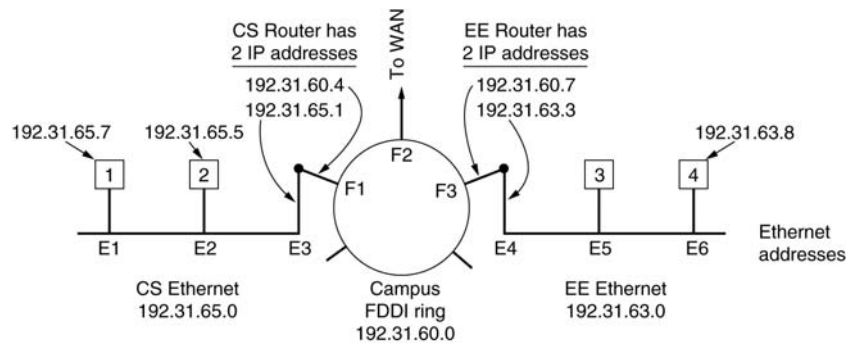 CS Router has
2 IP addresses
192.31.60.4
192.31.65.1
To WAN
EE Router has
2 IP addresses
192.31.60.7
192.31.63.3
192.31.65.7
192.31.65.5
192.31.63.8
1
2
F1
F2
F3
3
4
E1
E2
E3
E4
E5
E6
Ethernet
addresses
CS Ethernet
192.31.65.0
Campus
FDDI ring
192.31.60.0
EE Ethernet
192.31.63.0